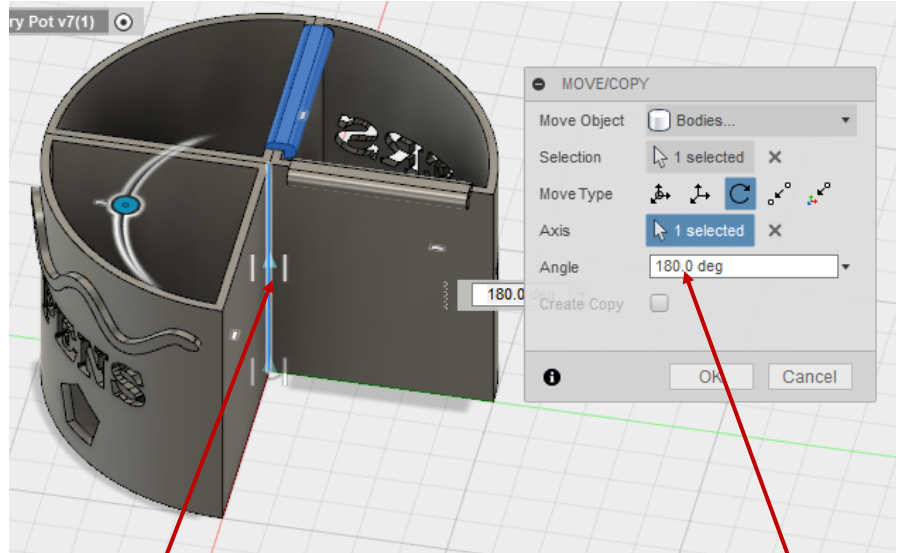 ry Pot v7(1)
MOVE/COPY
Move Object Bodies...
Selection 1 selected
Move Type
Axis 1 selected
Angle 180.0 deg
180.0
Create Copy
OK Cancel
PENS